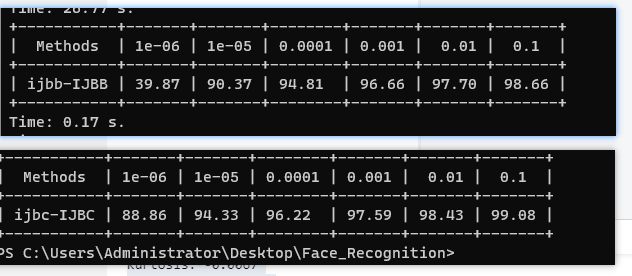 Time: 28.77 s.
+-----------+-------+-------+--------+-------+-------+-------+
|  Methods  | 1e-06 | 1e-05 | 0.0001 | 0.001 |  0.01 |  0.1  |
+-----------+-------+-------+--------+-------+-------+-------+
| ijbb-IJBB | 39.87 | 90.37 | 94.81  | 96.66 | 97.70 | 98.66 |
+-----------+-------+-------+--------+-------+-------+-------+
Time: 0.17 s.
+-----------+-------+-------+--------+-------+-------+-------+
|  Methods  | 1e-06 | 1e-05 | 0.0001 | 0.001 |  0.01 |  0.1  |
+-----------+-------+-------+--------+-------+-------+-------+
| ijbc-IJBC | 88.86 | 94.33 | 96.22  | 97.59 | 98.43 | 99.08 |
+-----------+-------+-------+--------+-------+-------+-------+
PS C:\Users\Administrator\Desktop\Face_Recognition>
Kurtosis: -0.0067